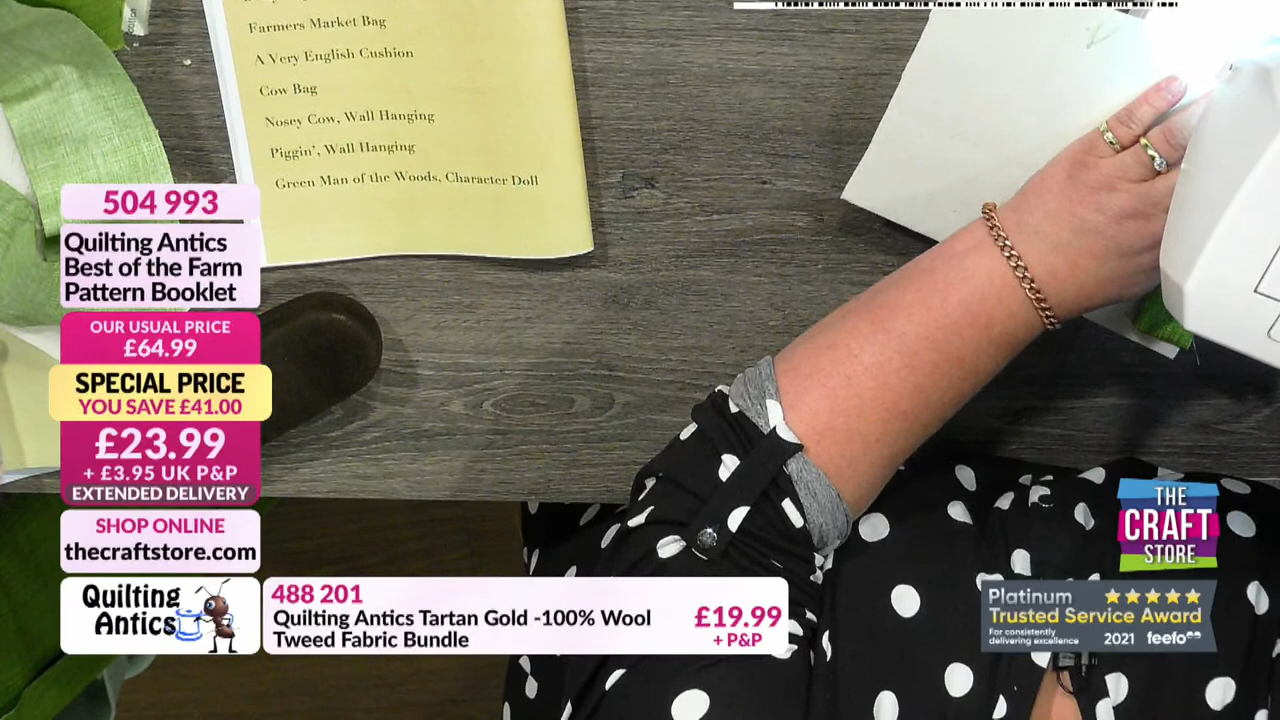 Farmers Market Bag
A Very English Cushion
Cow Bag
Nosey Cow, Wall Hanging
Piggin', Wall Hanging
Green Man of the Woods, Character Doll
504 993
Quilting Antics
Best of the Farm
Pattern Booklet
OUR USUAL PRICE
£64.99
SPECIAL PRICE
YOU SAVE £41.00
£23.99
+ £3.95 UK P&P
EXTENDED DELIVERY
SHOP ONLINE
thecraftstore.com
Quilting
Antics
488 201
Quilting Antics Tartan Gold -100% Wool
Tweed Fabric Bundle
£19.99
+ P&P
THE
CRAFT
STORE
Platinum
Trusted Service Award
For consistently
delivering excellence
2021 feefo